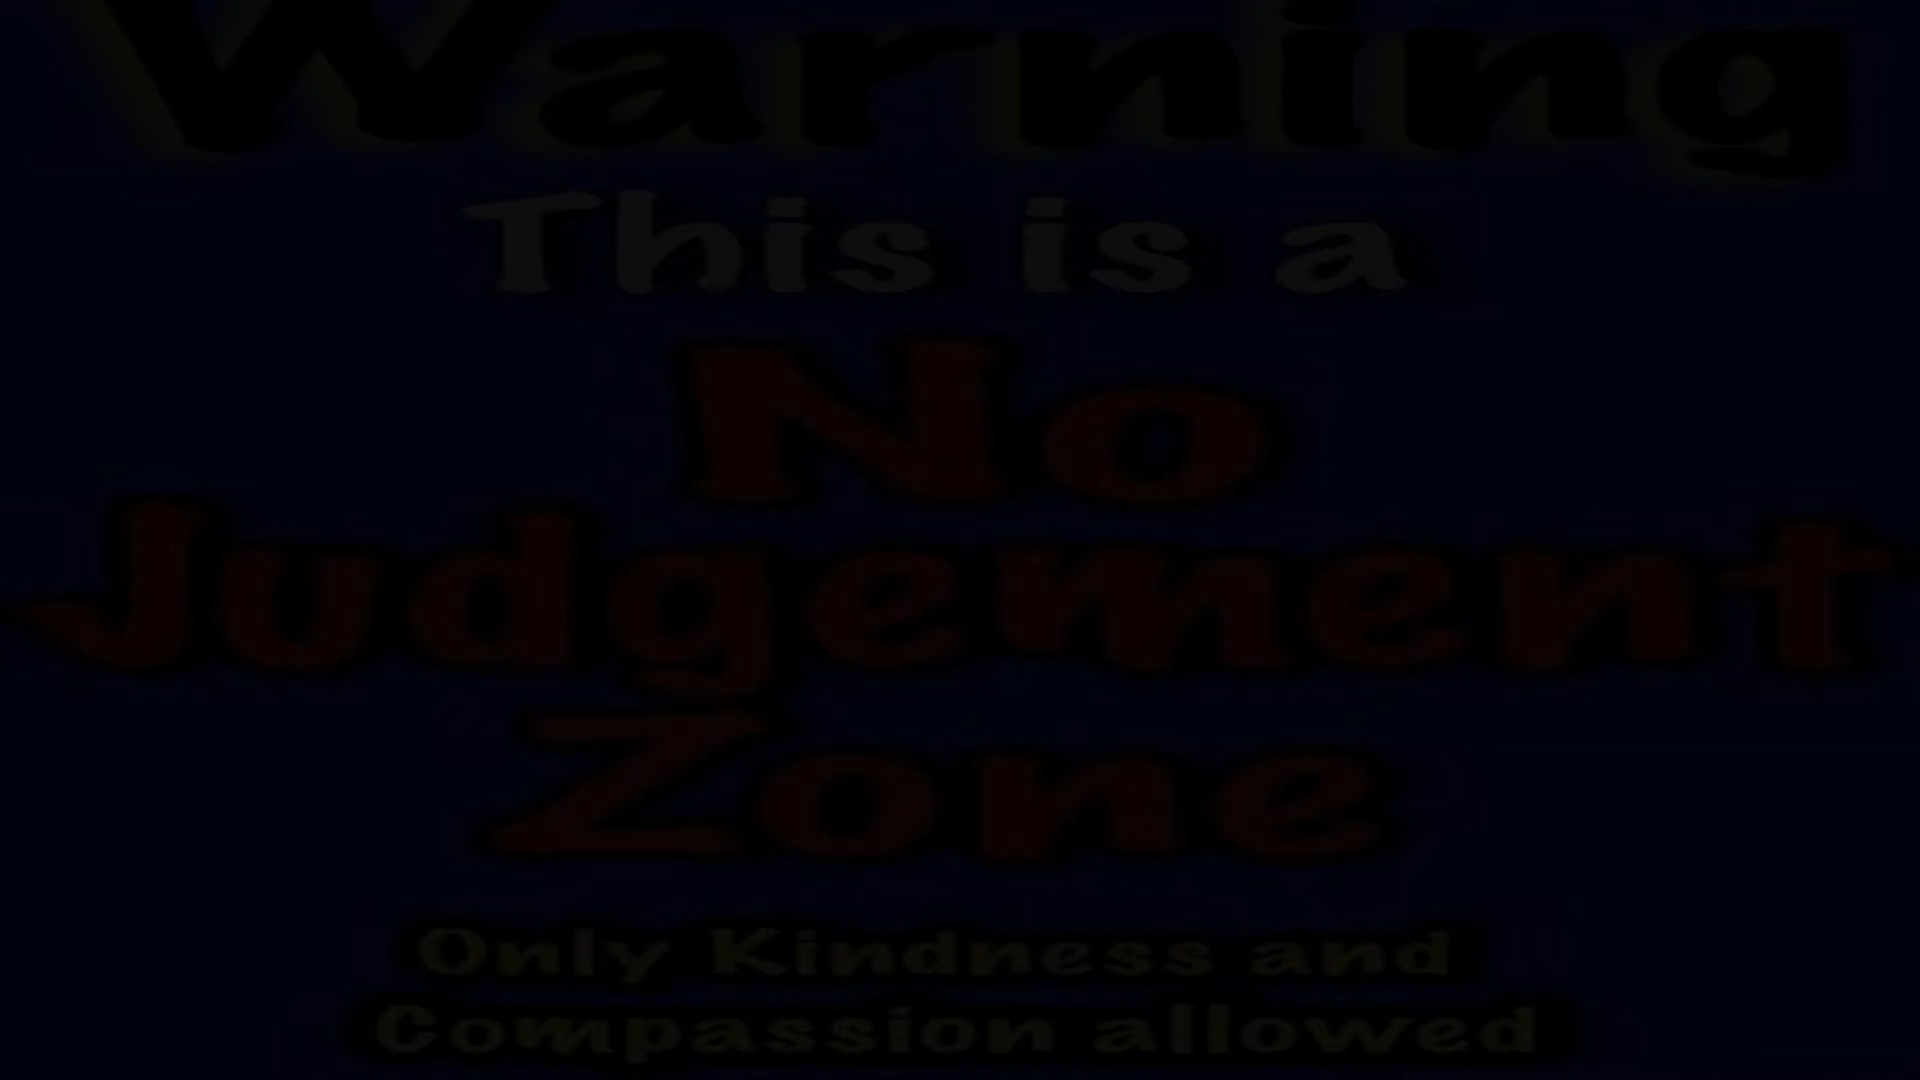 Warning
This is a
No
Judgement
Zone
Only Kindness and
Compassion allowed